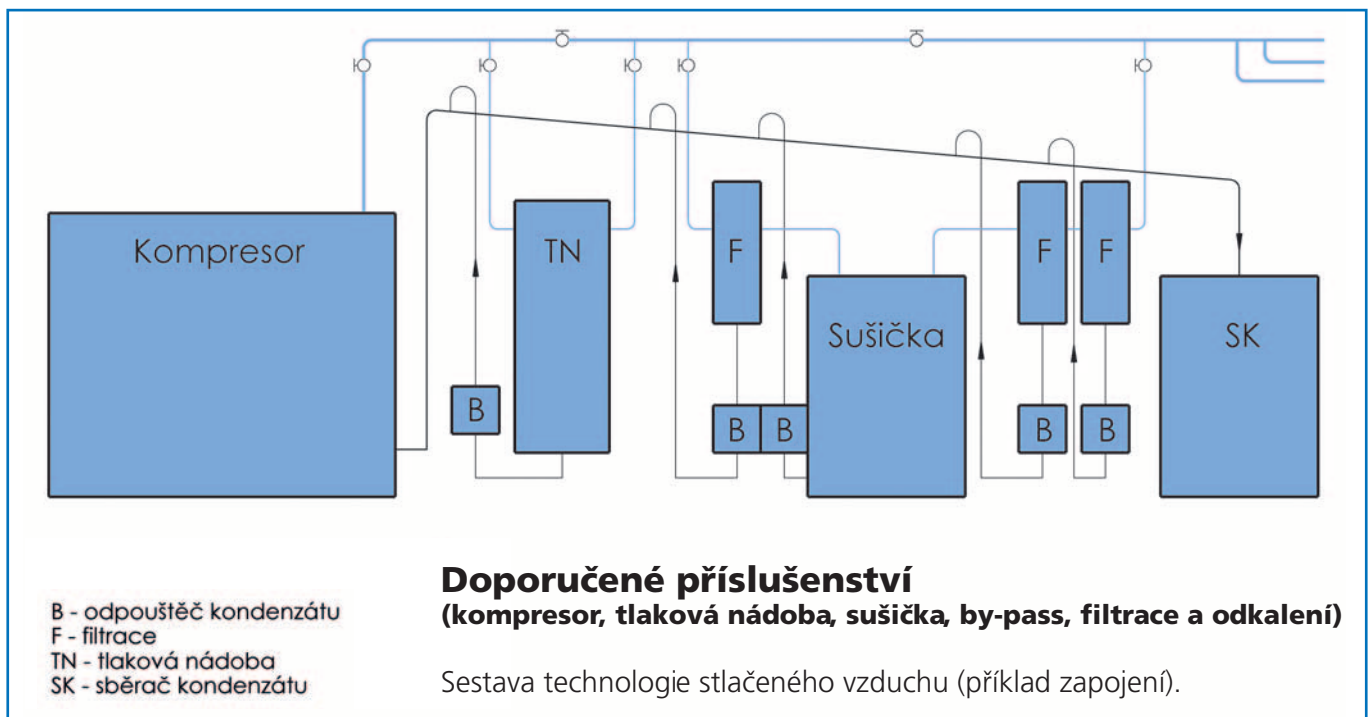 Kompresor
TN
F
F
F
Sušička
SK
B
B
B
B
B
B - odpouštěč kondenzátu
F - filtrace
TN - tlaková nádoba
SK - sběrač kondenzátu
Doporučené příslušenství
(kompresor, tlaková nádoba, sušička, by-pass, filtrace a odkalení)
Sestava technologie stlačeného vzduchu (příklad zapojení).